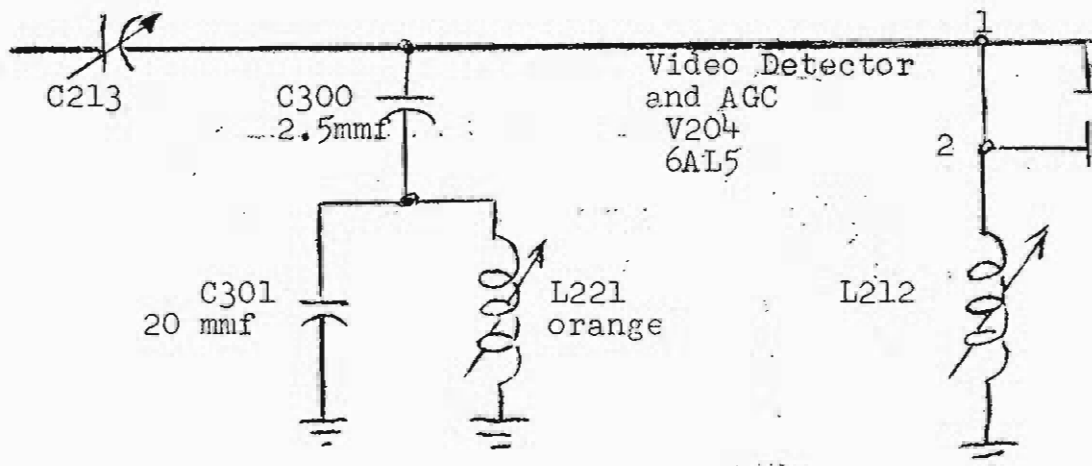 1
C213
C300
2.5mmf
Video Detector
and AGC
V204
6AL5
2
C301
20 mmf
L221
orange
L212